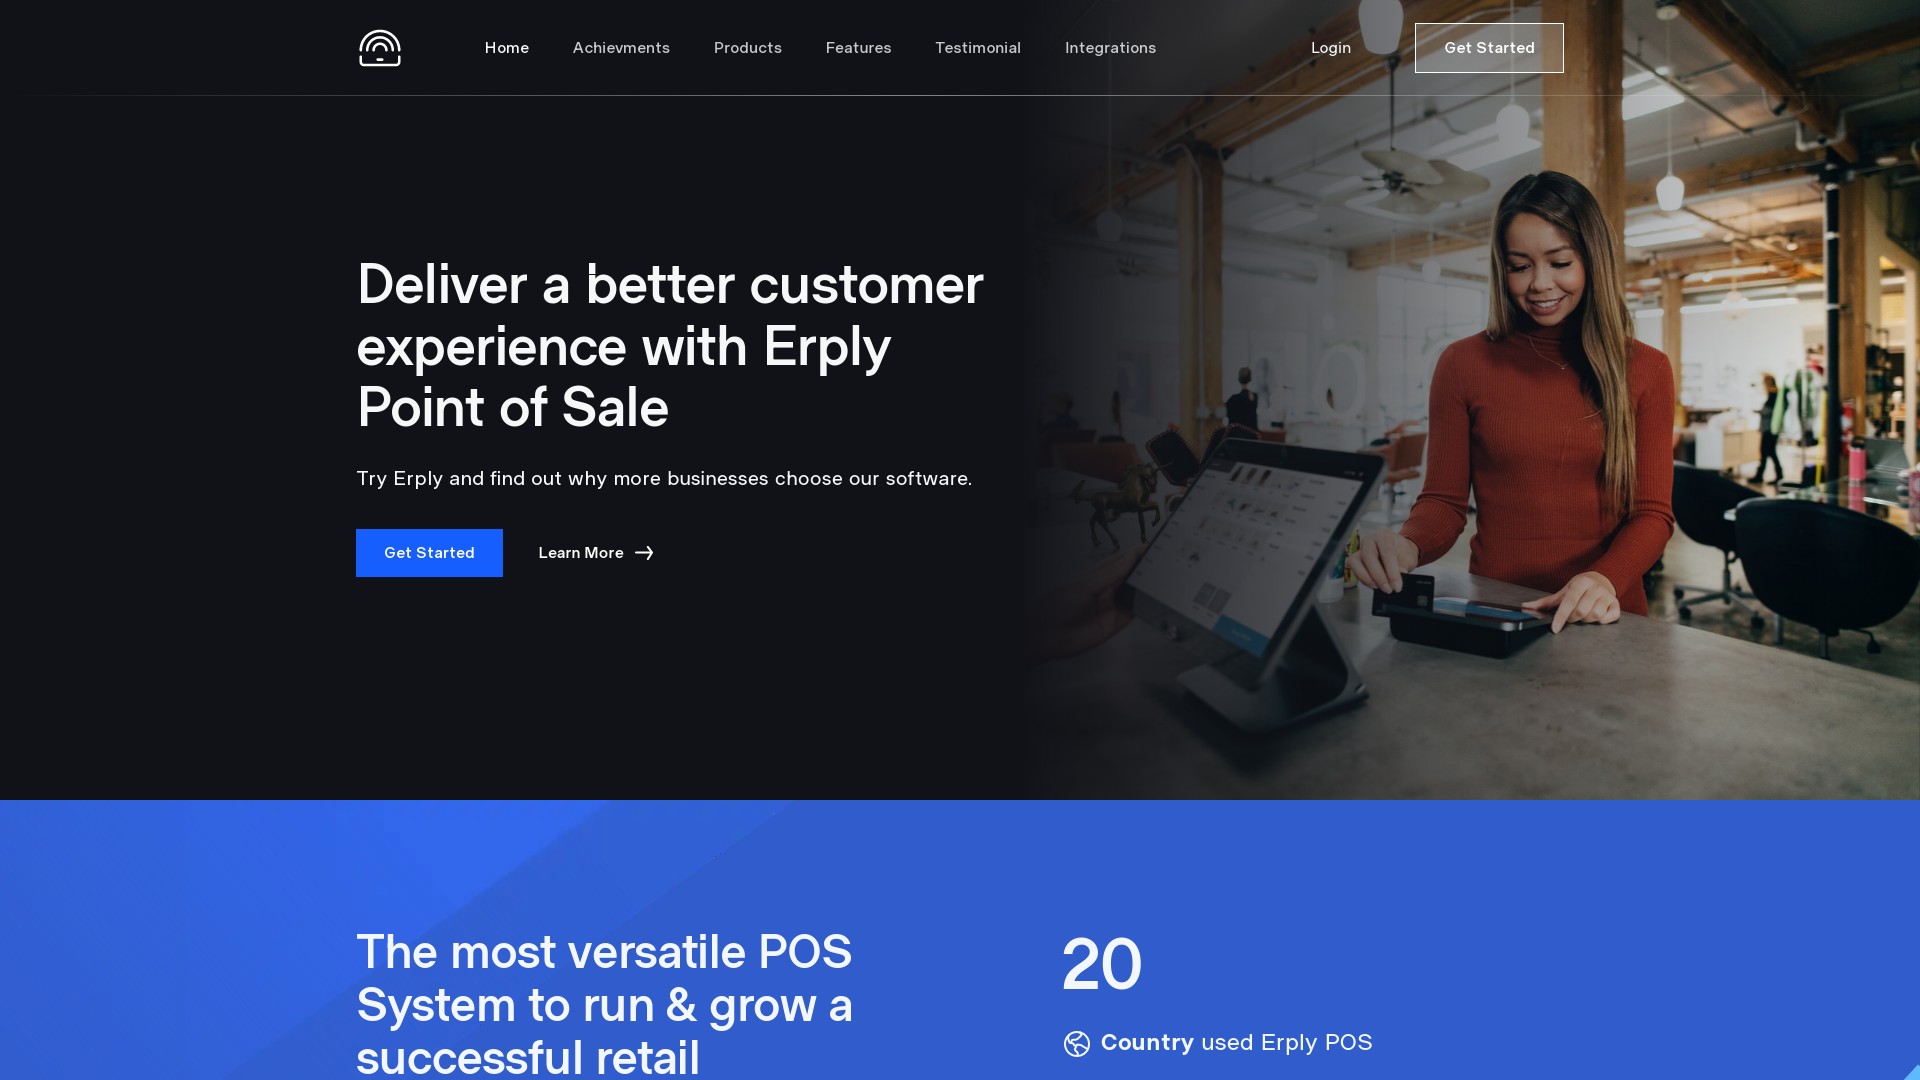 Home
Achievments
Products
Features
Testimonial
Integrations
Login
Get Started
Deliver a better customer
experience with Erply
Point of Sale
Try Erply and find out why more businesses choose our software.
Get Started
Learn More
The most versatile POS
System to run & grow a
successful retail
20
Country used Erply POS